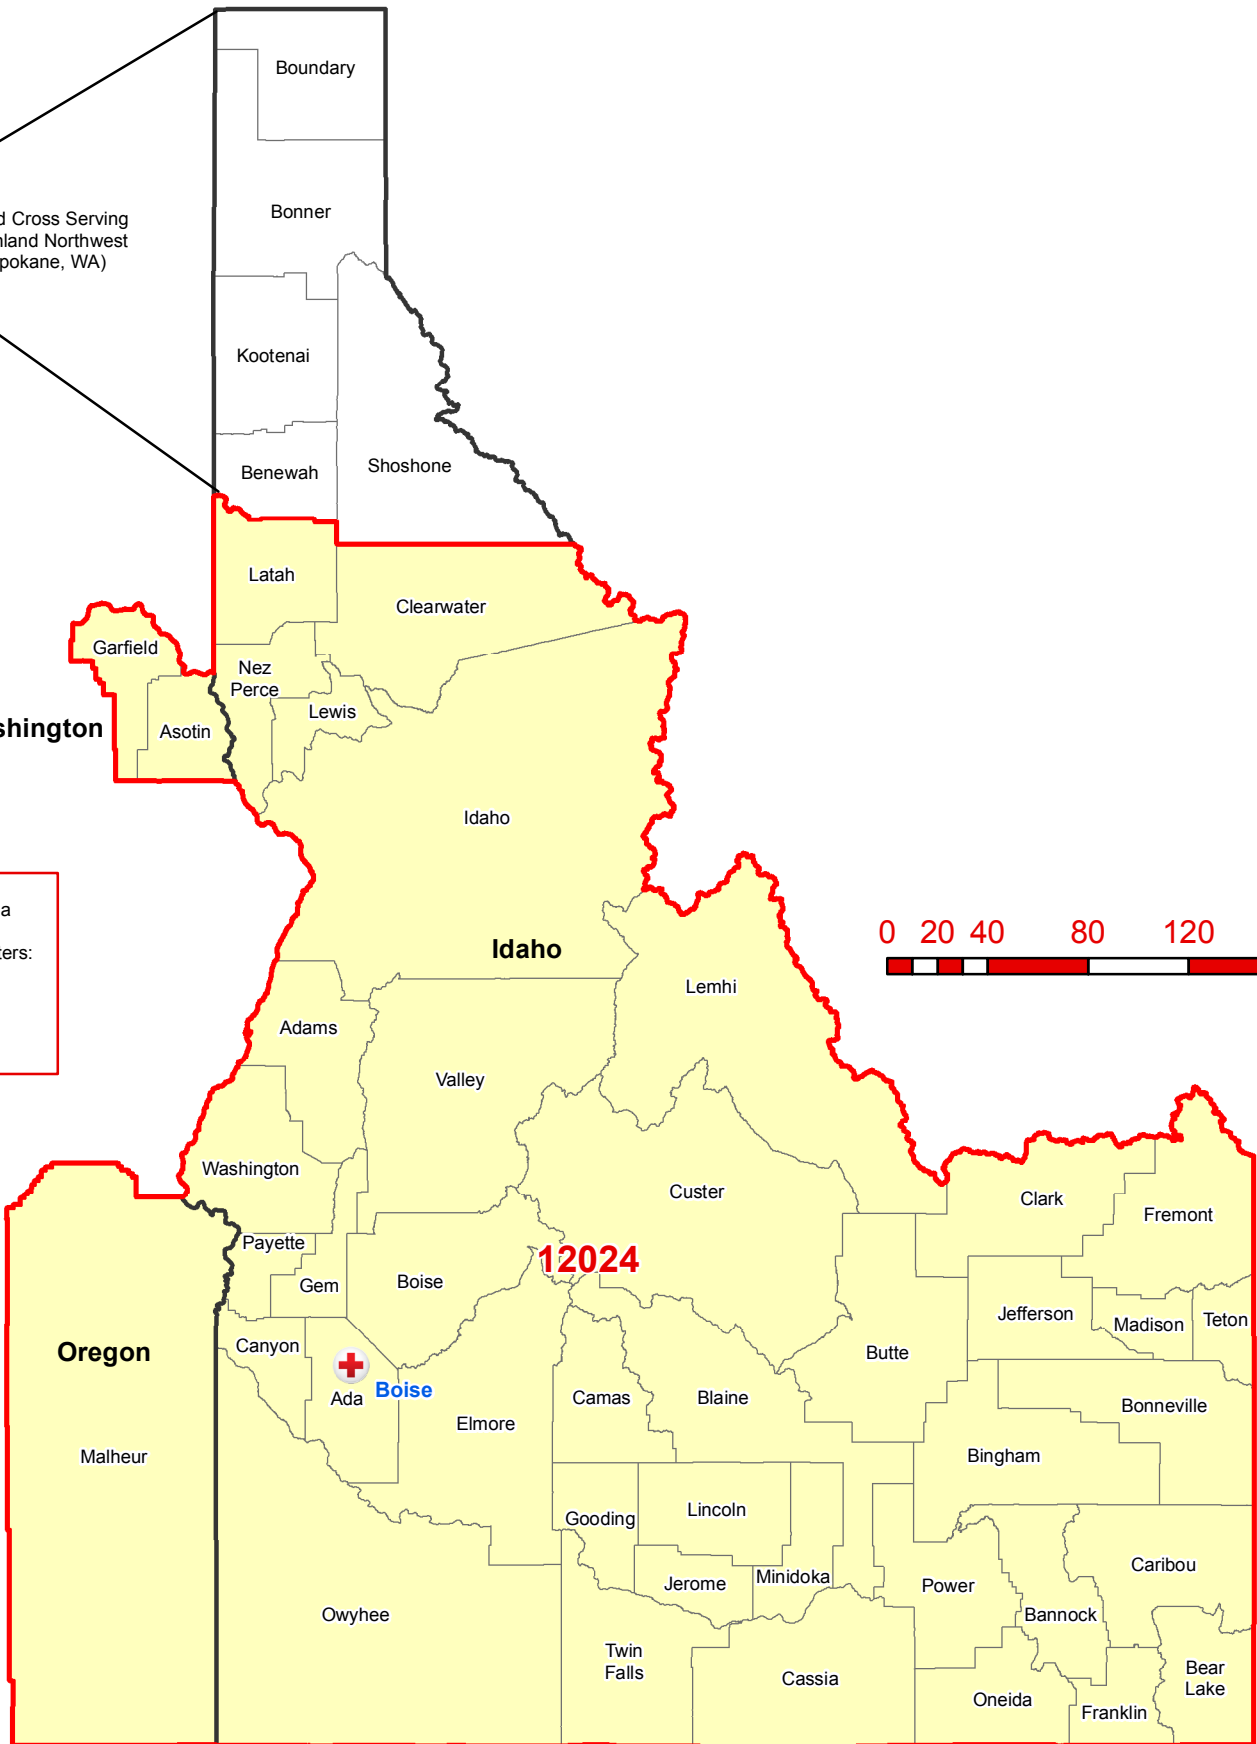 Boundary
Bonner
d Cross Serving
nland Northwest
pokane, WA)
Kootenai
Benewah
Shoshone
Latah
Clearwater
Garfield
Nez
Perce
Lewis
shington
Asotin
Idaho
a
ters:
Idaho
0 20 40 80 120
Lemhi
Adams
Valley
Washington
Custer
Clark
Fremont
Payette
12024
Gem
Boise
Jefferson
Madison
Teton
Oregon
Canyon
Butte
Ada
Boise
Camas
Blaine
Bonneville
Elmore
Malheur
Bingham
Gooding
Lincoln
Caribou
Jerome
Minidoka
Power
Owyhee
Bannock
Twin
Falls
Cassia
Bear
Lake
Oneida
Franklin